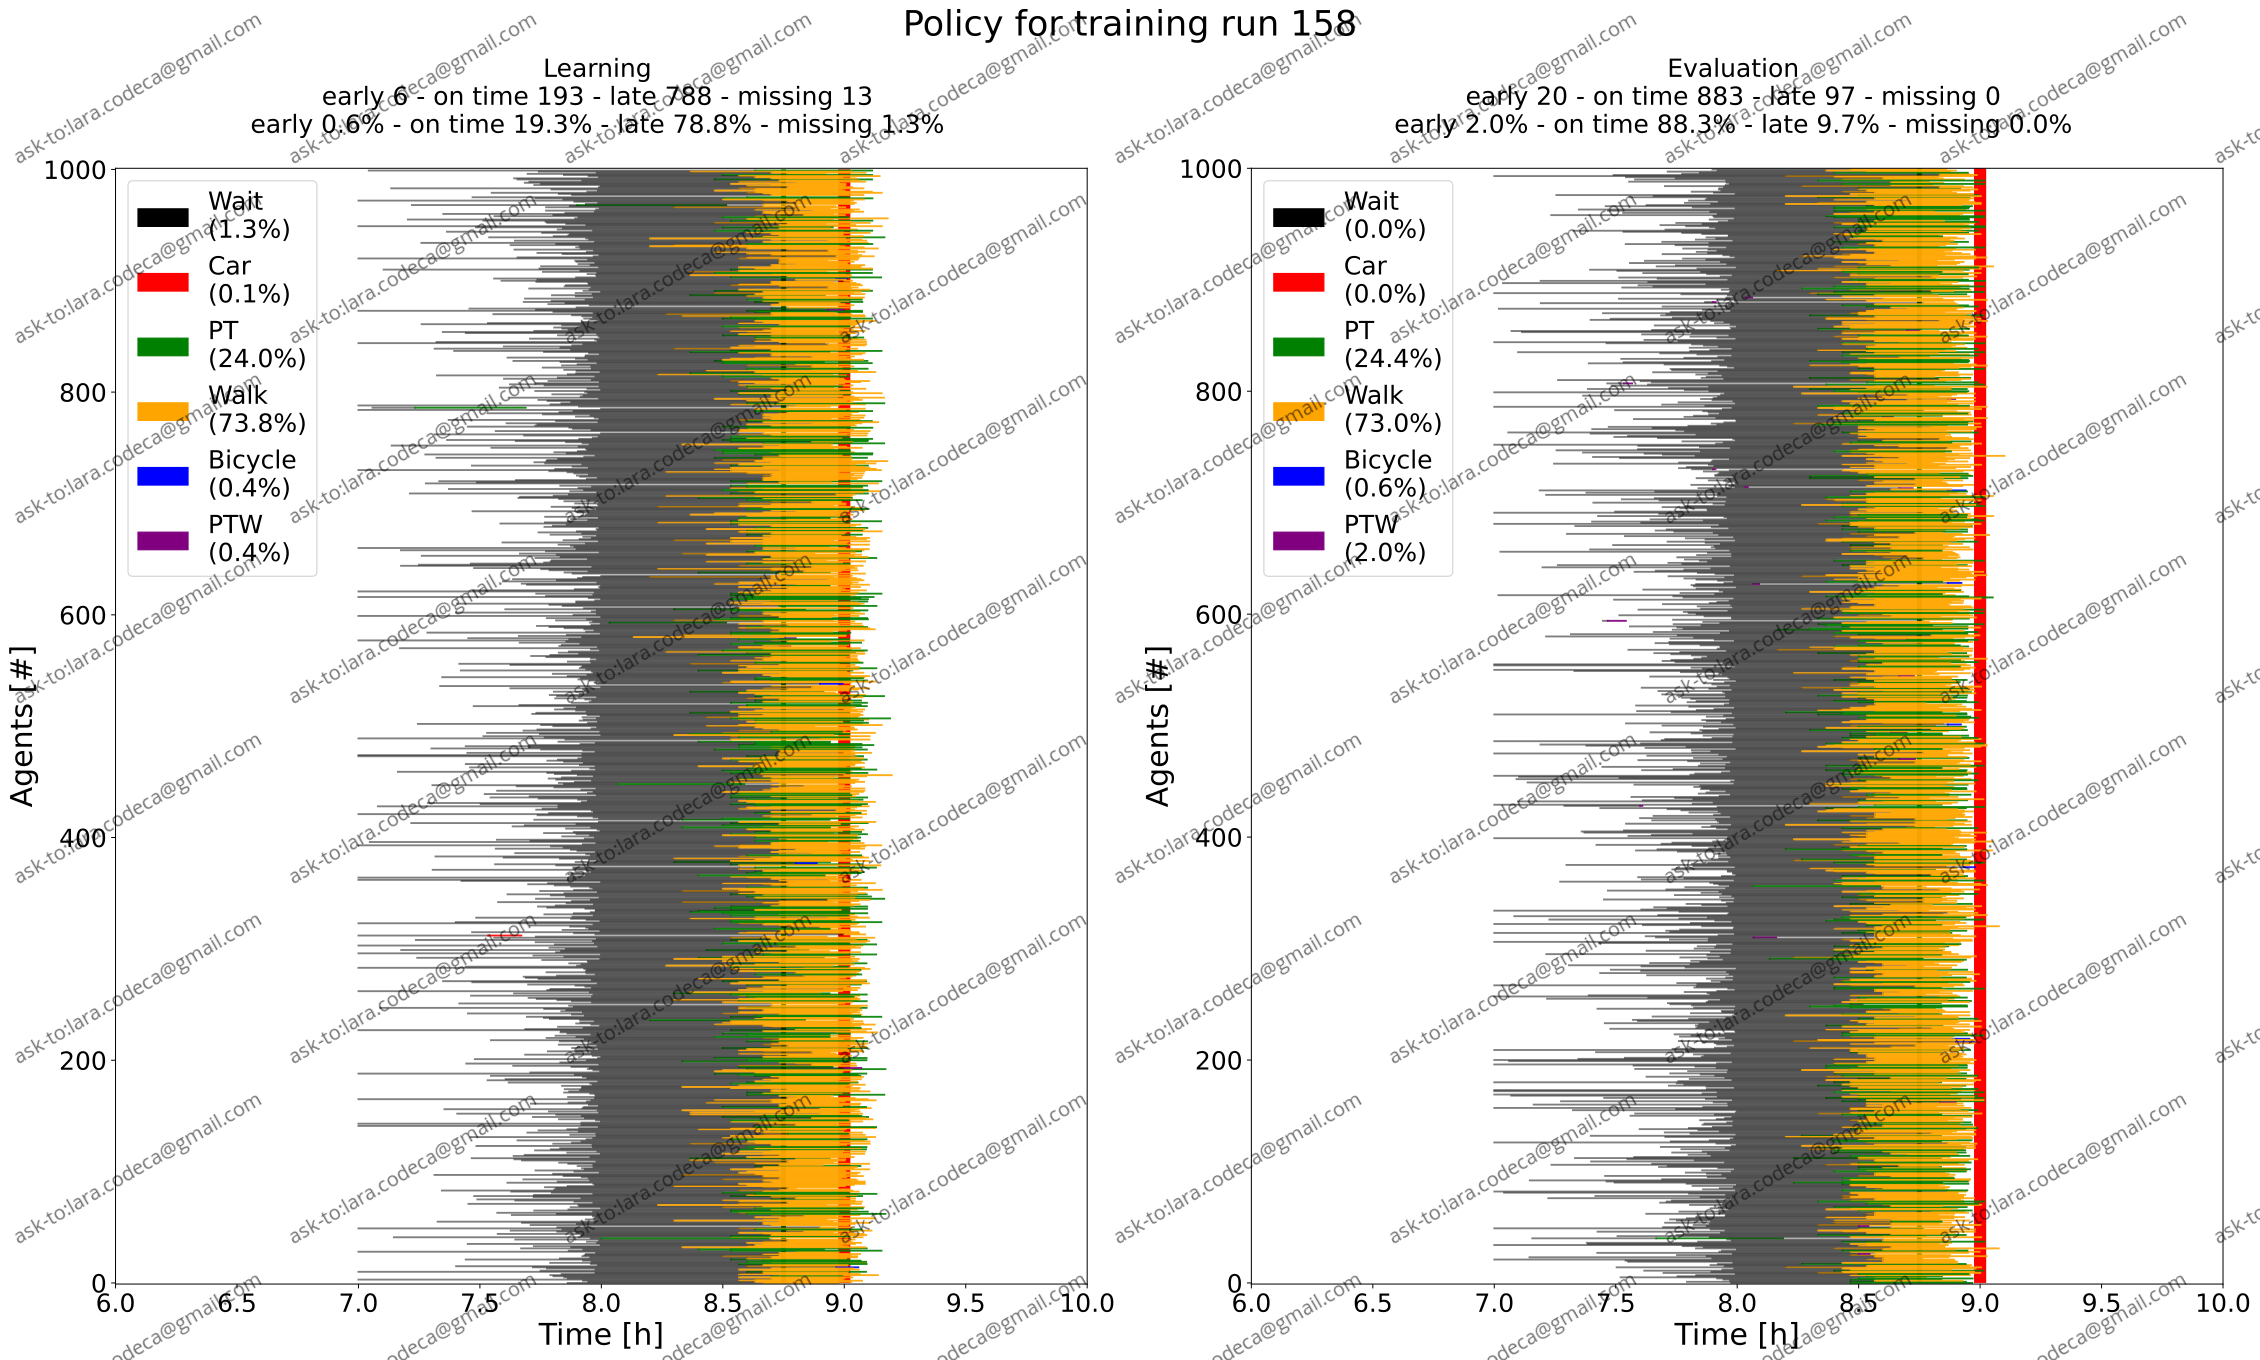 Policy for training run 158
Learning
early 6 - on time 193 - late 788 - missing 13
early 0.6% - on time 19.3% - late 78.8% - missing 1.3%
Wait
(1.3%)
Car
(0.1%)
PT
(24.0%)
Walk
(73.8%)
Bicycle
(0.4%)
PTW
(0.4%)
Agents [#]
1000
800
600
400
200
0
6.0 6.5 7.0 7.5 8.0 8.5 9.0 9.5 10.0
Time [h]
Evaluation
early 20 - on time 883 - late 97 - missing 0
early 2.0% - on time 88.3% - late 9.7% - missing 0.0%
Wait
(0.0%)
Car
(0.0%)
PT
(24.4%)
Walk
(73.0%)
Bicycle
(0.6%)
PTW
(2.0%)
Agents [#]
1000
800
600
400
200
0
6.0 6.5 7.0 7.5 8.0 8.5 9.0 9.5 10.0
Time [h]
ask-to:lara.codeca@gmail.com